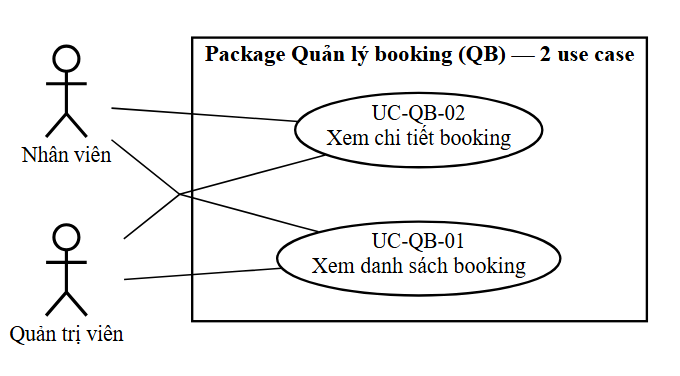 Package Quản lý booking (QB) — 2 use case
UC-QB-02
Xem chi tiết booking
Nhân viên
UC-QB-01
Xem danh sách booking
Quản trị viên